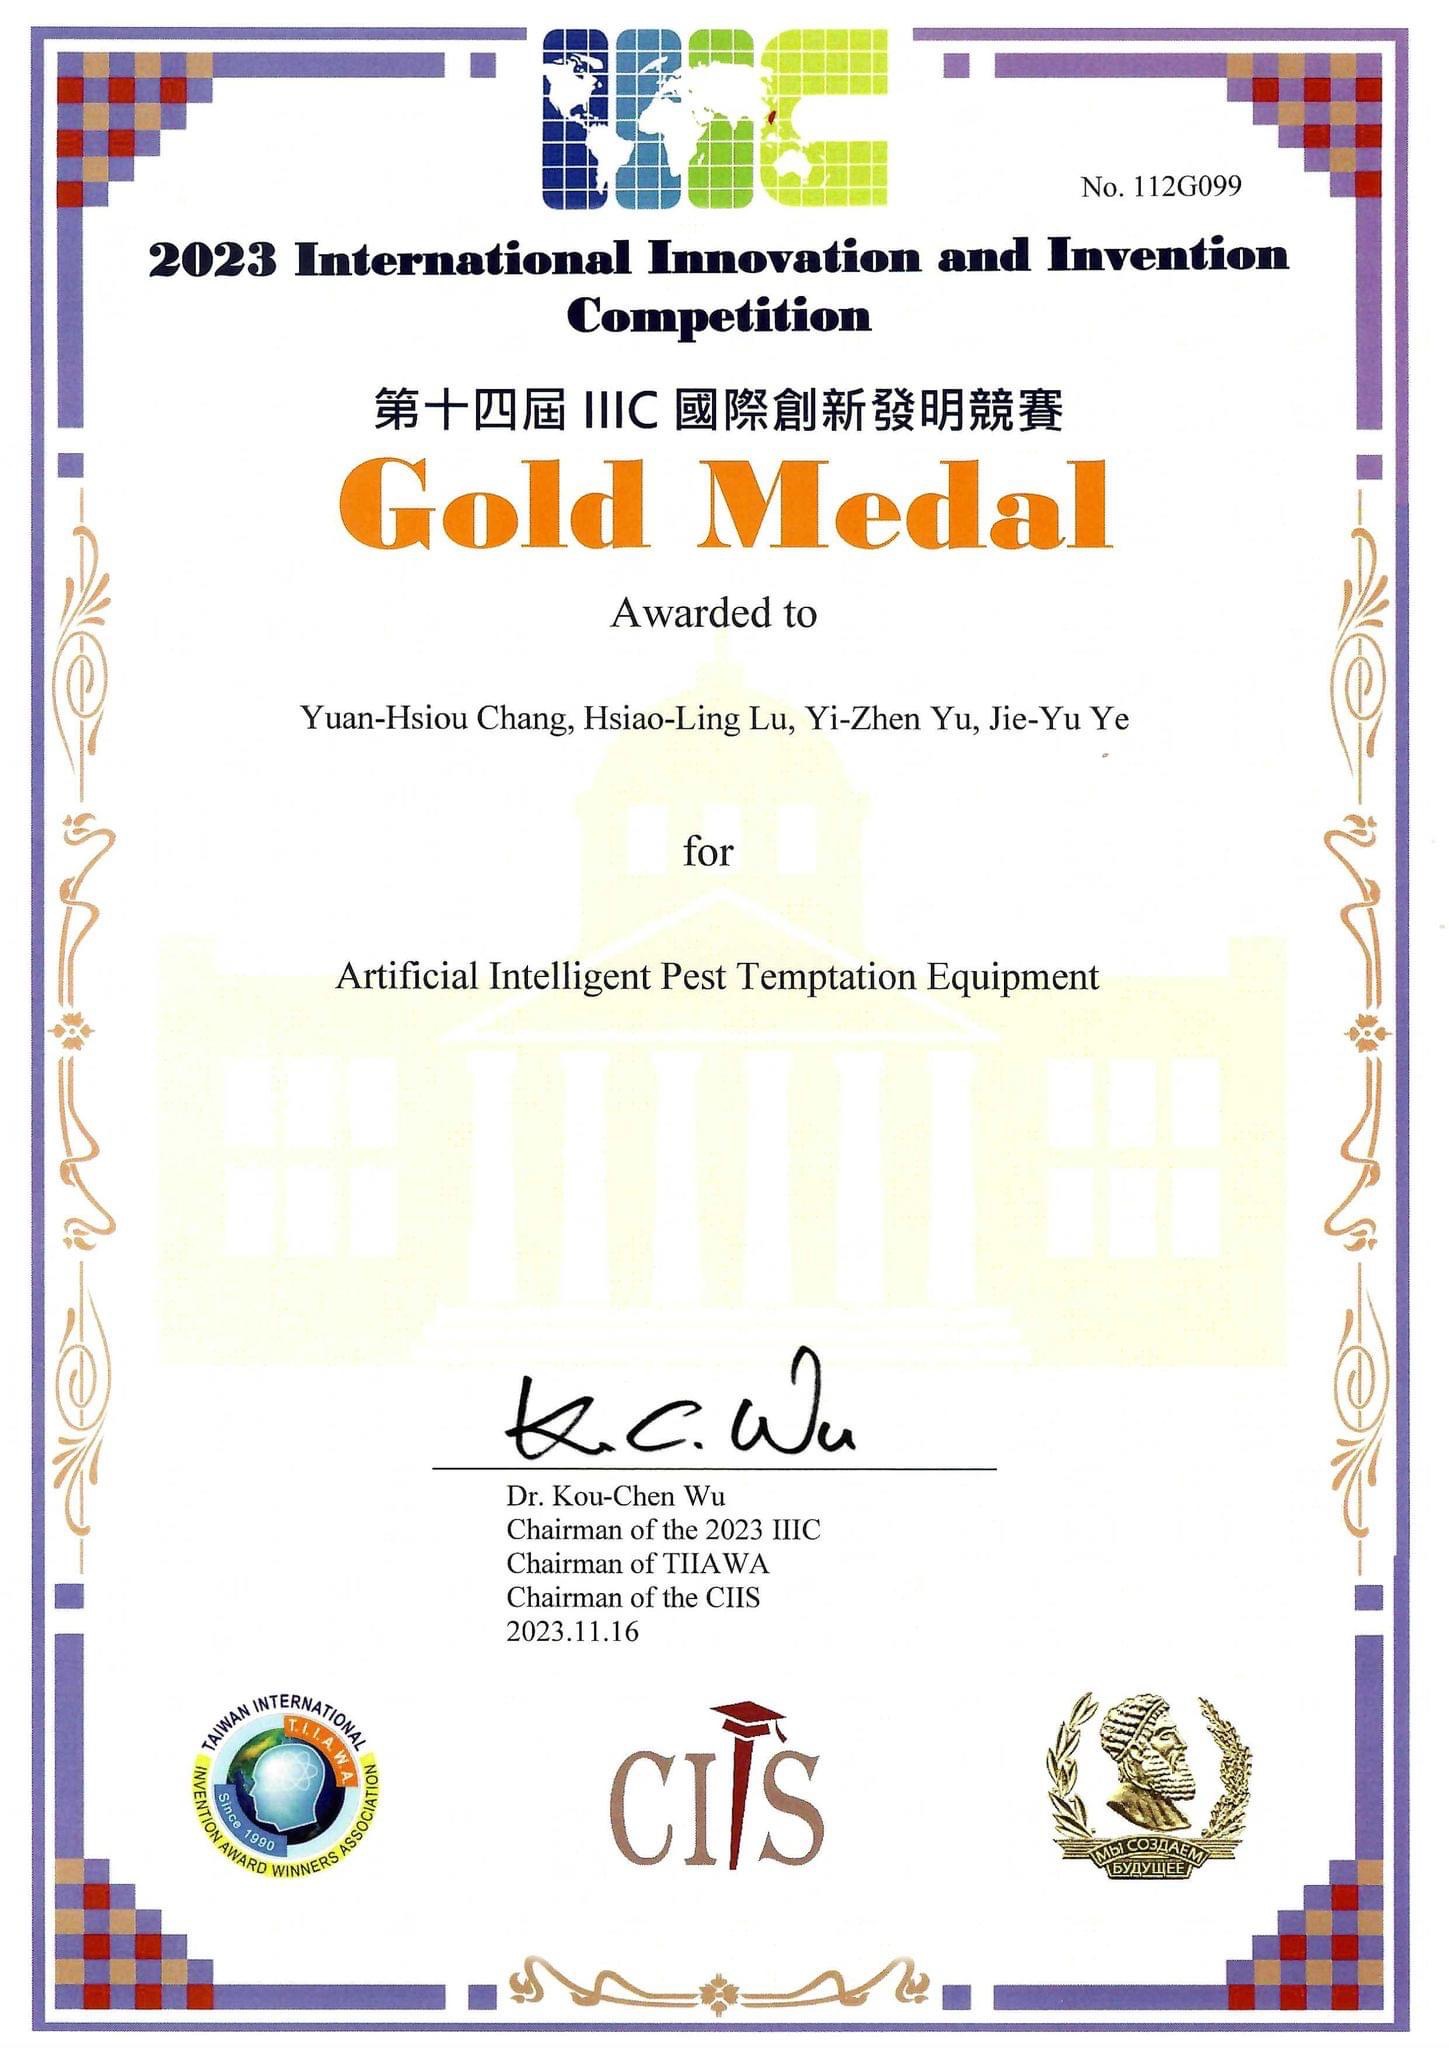 IIIC
No. 112G099
2023 International Innovation and Invention
Competition
第十四屆 IIIC 國際創新發明競賽
Gold Medal
Awarded to
Yuan-Hsiou Chang, Hsiao-Ling Lu, Yi-Zhen Yu, Jie-Yu Ye
for
Artificial Intelligent Pest Temptation Equipment
K. C. Wu
Dr. Kou-Chen Wu
Chairman of the 2023 IIIC
Chairman of TIIAWA
Chairman of the CIIS
2023.11.16
TAIWAN INTERNATIONAL
T.I.I.A.W.A
Since 1990
INVENTION AWARD WINNERS ASSOCIATION
CIIS
МЫ СОЗДАЕМ
БУДУЩЕЕ